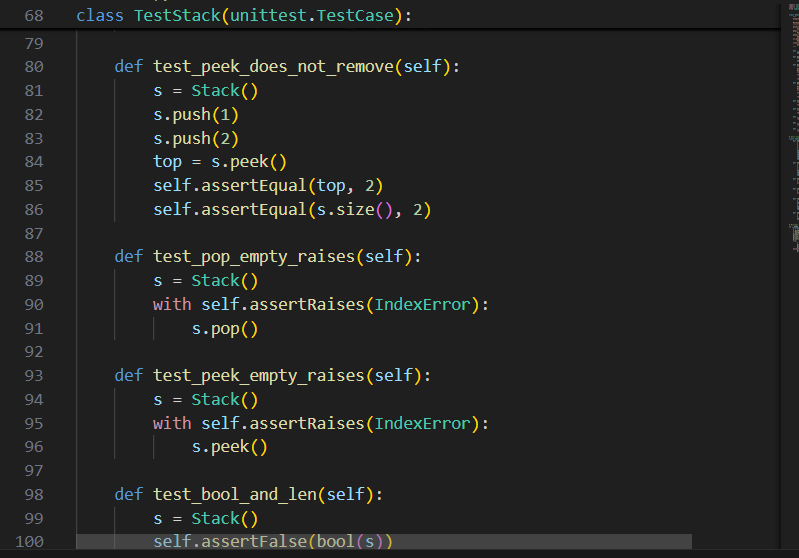 68 class TestStack(unittest.TestCase):
79
80 def test_peek_does_not_remove(self):
81 s = Stack()
82 s.push(1)
83 s.push(2)
84 top = s.peek()
85 self.assertEqual(top, 2)
86 self.assertEqual(s.size(), 2)
87
88 def test_pop_empty_raises(self):
89 s = Stack()
90 with self.assertRaises(IndexError):
91 s.pop()
92
93 def test_peek_empty_raises(self):
94 s = Stack()
95 with self.assertRaises(IndexError):
96 s.peek()
97
98 def test_bool_and_len(self):
99 s = Stack()
100 self.assertFalse(bool(s))